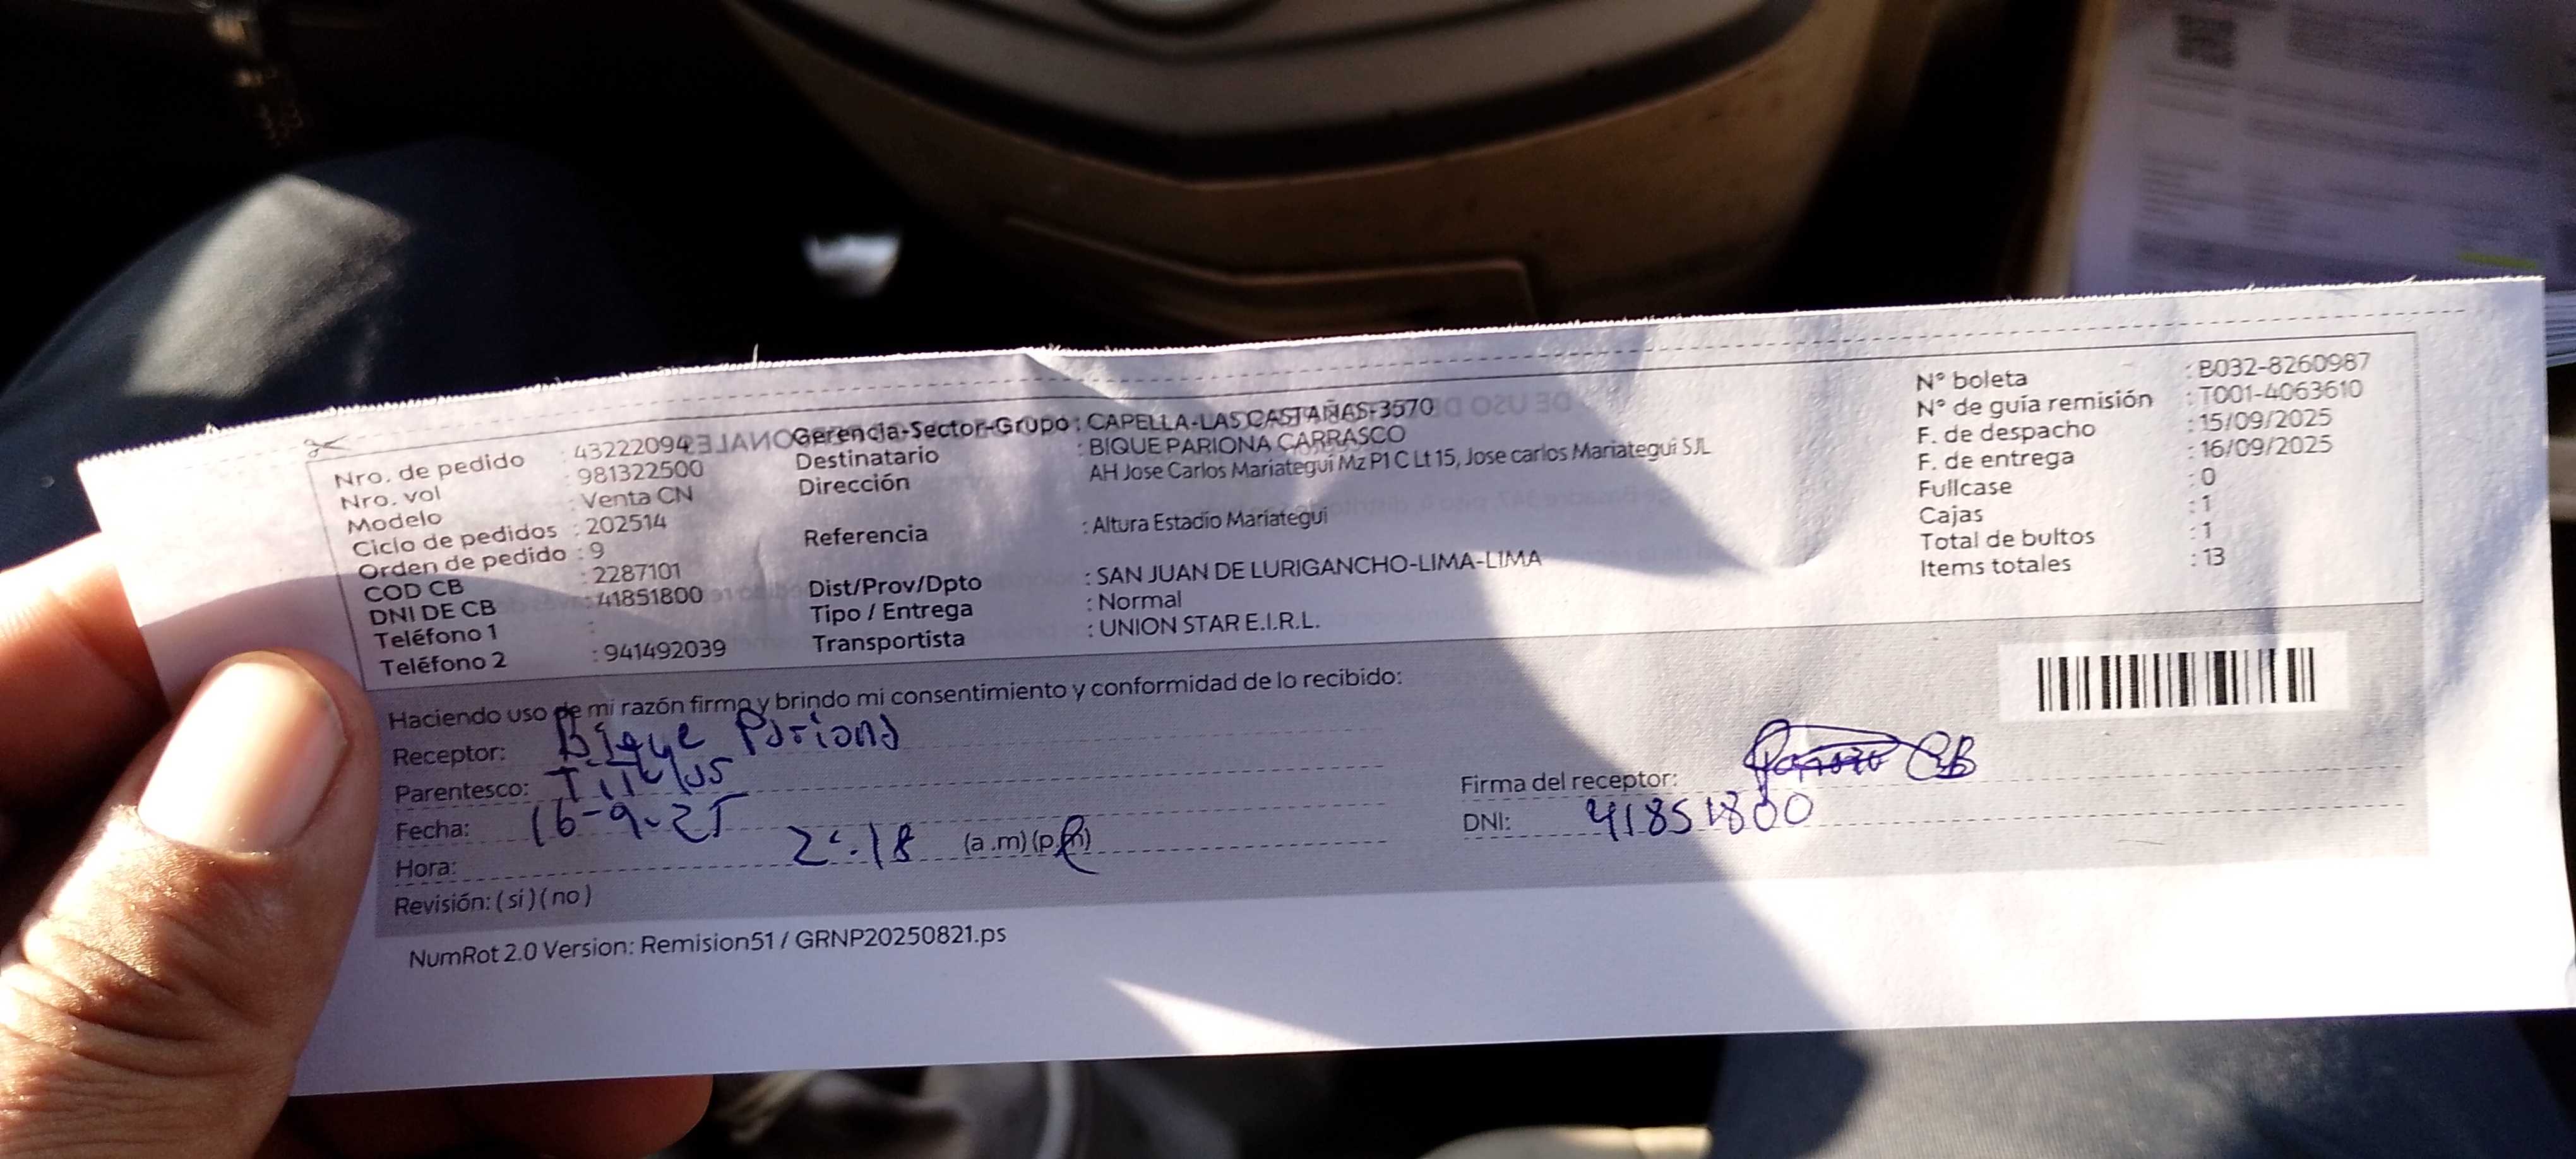 Nro. de pedido : 432222094
Nro. vol : 981322500
Modelo : Venta CN
Ciclo de pedidos : 202514
Orden de pedido : 9
COD CB : 2287101
DNI DE CB : 41851800
Teléfono 1 :
Teléfono 2 : 941492039
Gerencia-Sector-Grupo : CAPELLA-LAS CASTAÑAS-3570
Destinatario : BIQUE PARIONA CARRASCO
Dirección AH Jose Carlos Mariategui Mz P1 C Lt 15, Jose carlos Mariategui SJL
Referencia : Altura Estadio Mariategui
Dist/Prov/Dpto : SAN JUAN DE LURIGANCHO-LIMA-LIMA
Tipo / Entrega : Normal
Transportista : UNION STAR E.I.R.L.
N° boleta : B032-8260987
N° de guía remisión : T001-4063610
F. de despacho : 15/09/2025
F. de entrega : 16/09/2025
Fullcase : 0
Cajas : 1
Total de bultos : 1
Items totales : 13
Haciendo uso de mi razón firmo y brindo mi consentimiento y conformidad de lo recibido:
Receptor: Bique Pariona
Parentesco:
Fecha: 16-9-25
Hora: 2:18 (a .m) (p.m)
Revisión: ( si ) ( no )
Firma del receptor:
DNI: 41851800
NumRot 2.0 Version: Remision51 / GRNP20250821.ps